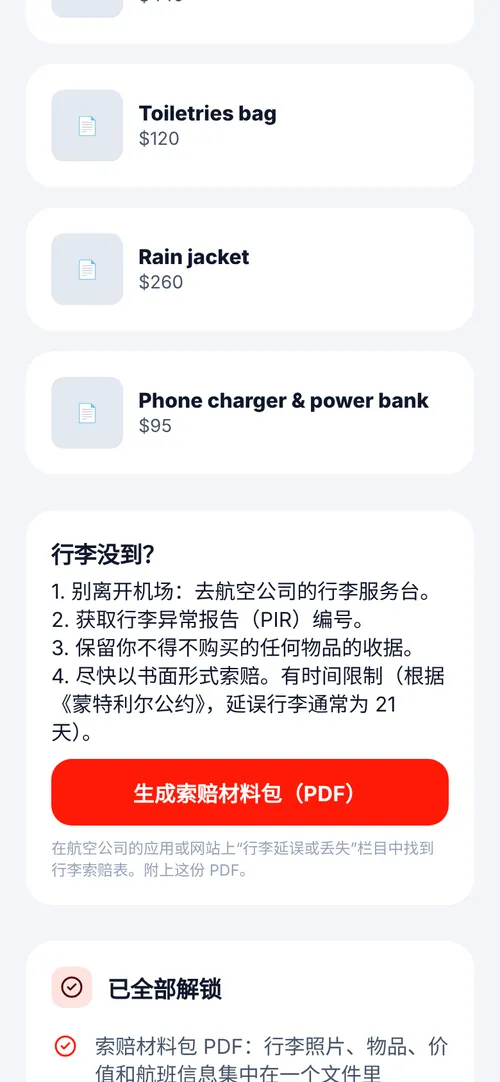 Toiletries bag
$120
Rain jacket
$260
Phone charger & power bank
$95
行李没到？
1. 别离开机场：去航空公司的行李服务台。
2. 获取行李异常报告（PIR）编号。
3. 保留你不得不购买的任何物品的收据。
4. 尽快以书面形式索赔。有时间限制（根据
《蒙特利尔公约》，延误行李通常为 21
天）。
生成索赔材料包（PDF）
在航空公司的应用或网站上“行李延误或丢失”栏目中找到
行李索赔表。附上这份 PDF。
已全部解锁
索赔材料包 PDF：行李照片、物品、价
值和航班信息集中在一个文件里